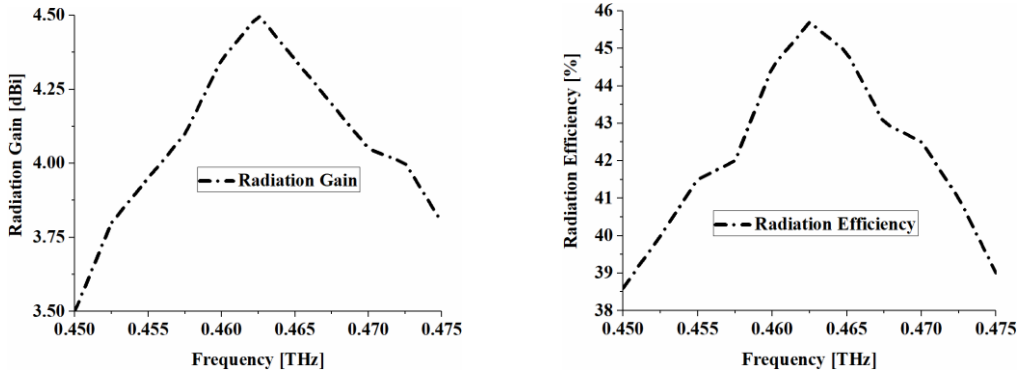 4.50
4.25
4.00
3.75
3.50
Radiation Gain [dBi]
Radiation Gain
0.450 0.455 0.460 0.465 0.470 0.475
Frequency [THz]
46
45
44
43
42
41
40
39
38
Radiation Efficiency [%]
Radiation Efficiency
0.450 0.455 0.460 0.465 0.470 0.475
Frequency [THz]